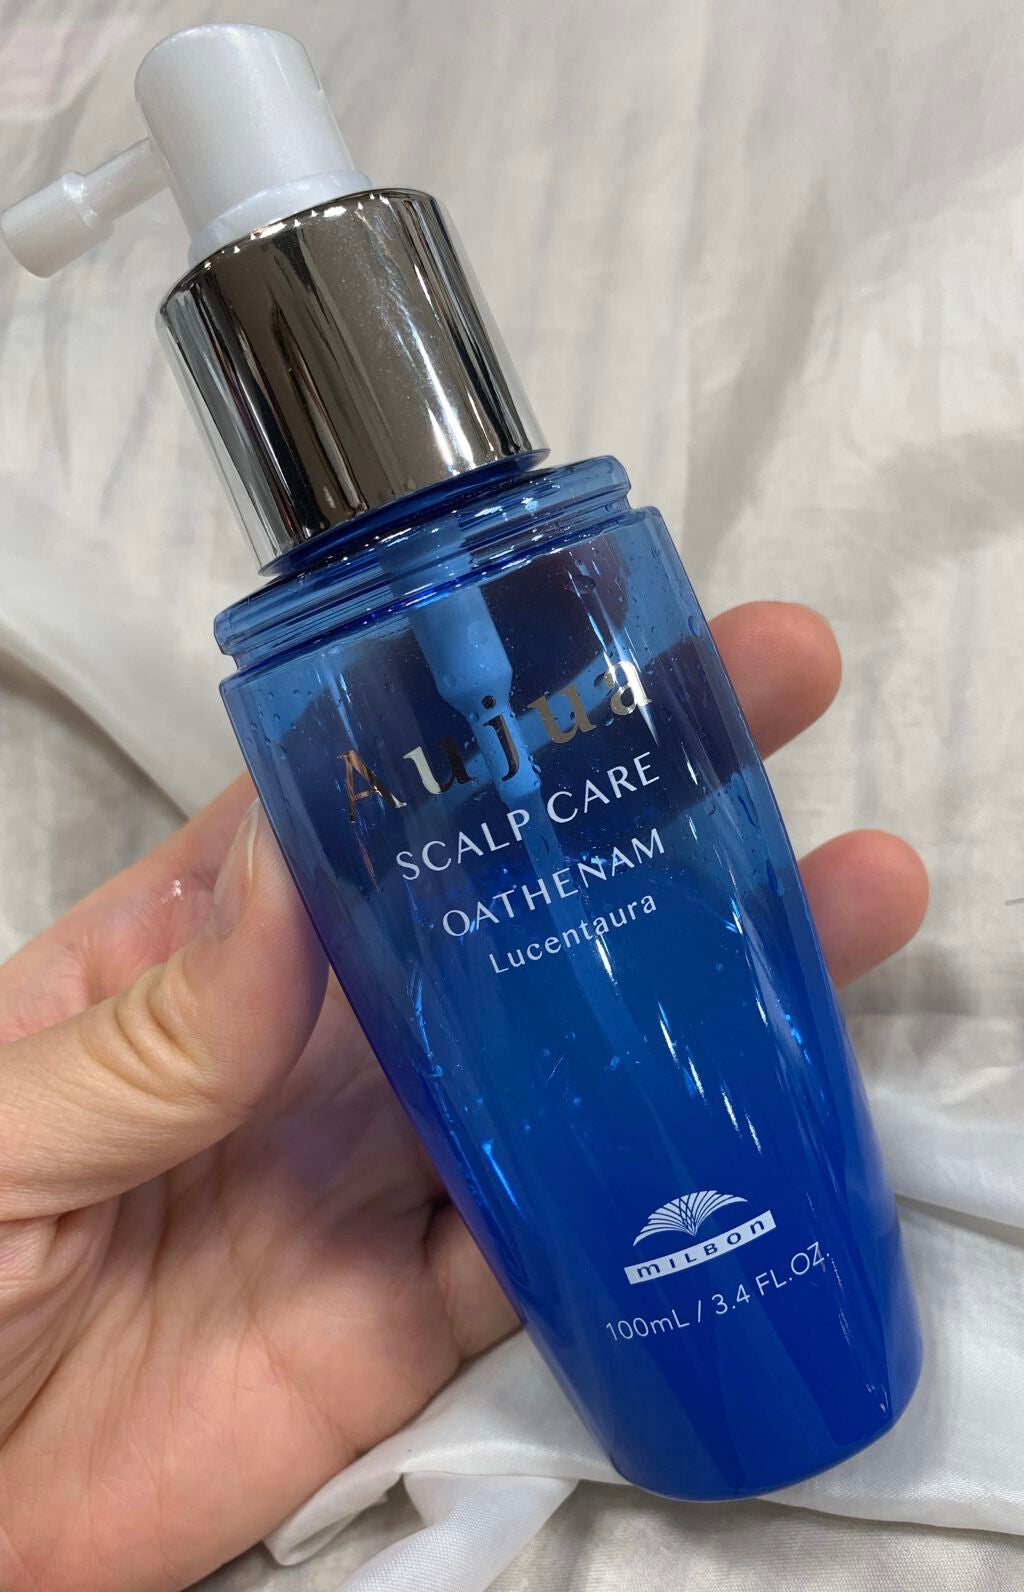 Aujua
SCALP CARE
OATHENAM
Lucentaura
MILBON
100mL / 3.4 FL.OZ.